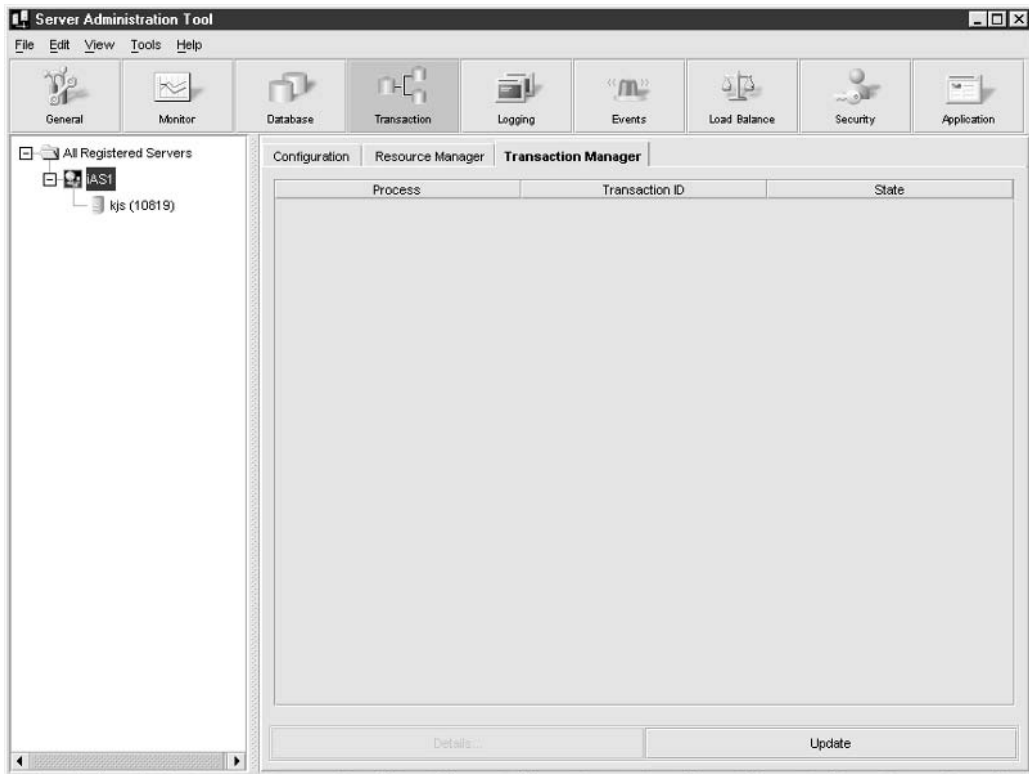 Server Administration Tool
File Edit View Tools Help
General Monitor Database Transaction Logging Events Load Balance Security Application
All Registered Servers
iAS1
kjs (10819)
Configuration Resource Manager Transaction Manager
Process Transaction ID State
Details... Update